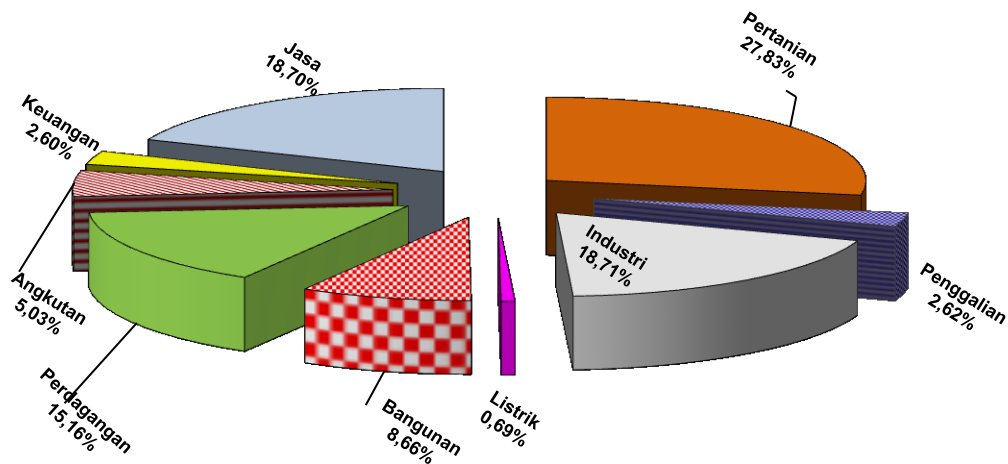 Pertanian
27,83%
Penggalian
2,62%
Industri
18,71%
Listrik
0,69%
Bangunan
8,66%
Perdagangan
15,16%
Angkutan
5,03%
Keuangan
2,60%
Jasa
18,70%